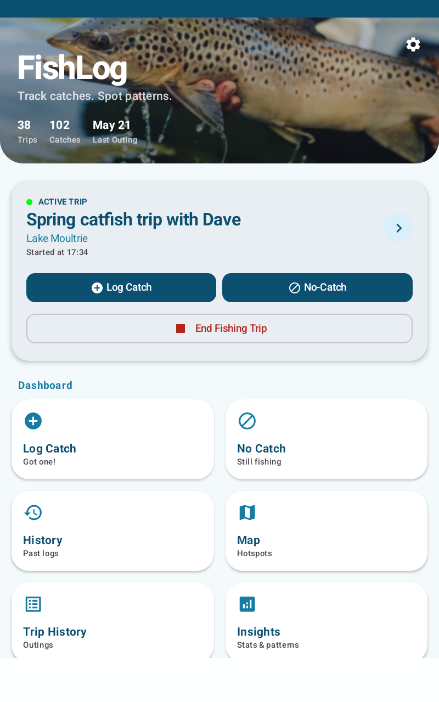 FishLog
Track catches. Spot patterns.
38 102 May 21
Trips Catches Last Outing
ACTIVE TRIP
Spring catfish trip with Dave
Lake Moultrie
Started at 17:34
Log Catch No-Catch
End Fishing Trip
Dashboard
Log Catch No Catch
Got one! Still fishing
History Map
Past logs Hotspots
Trip History Insights
Outings Stats & patterns